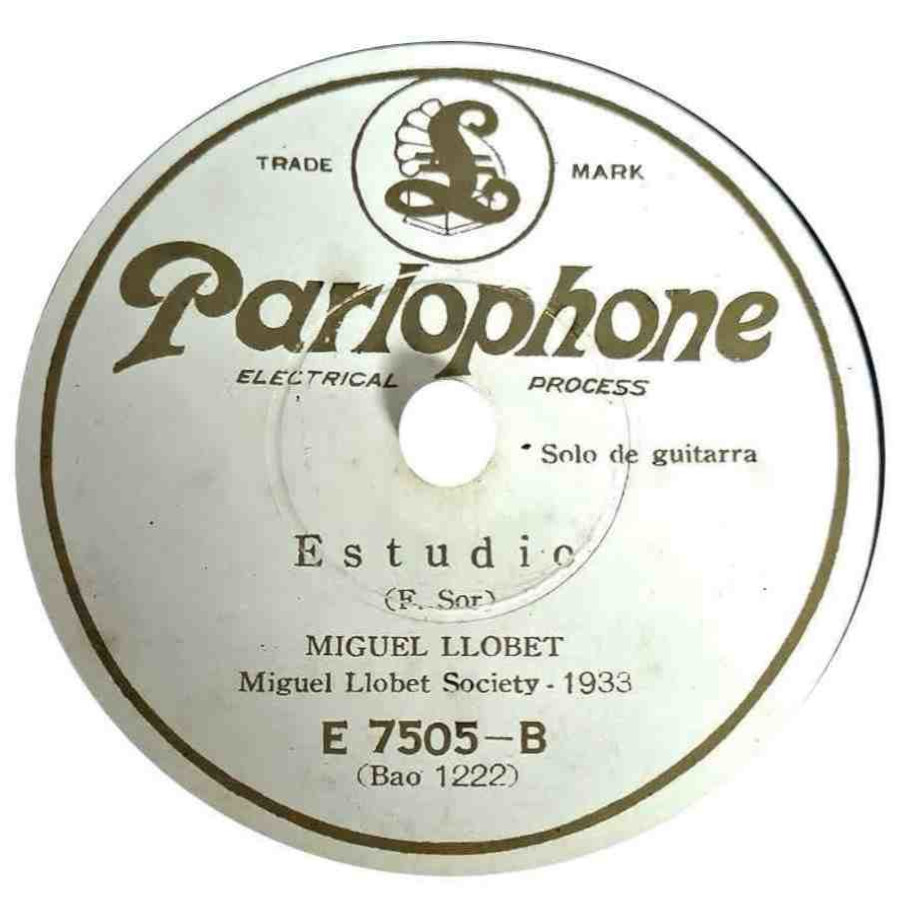 TRADE MARK
£
Parlophone
ELECTRICAL PROCESS
Solo de guitarra
Estudio
(F. Sor)
MIGUEL LLOBET
Miguel Llobet Society - 1933
E 7505-B
(Bao 1222)